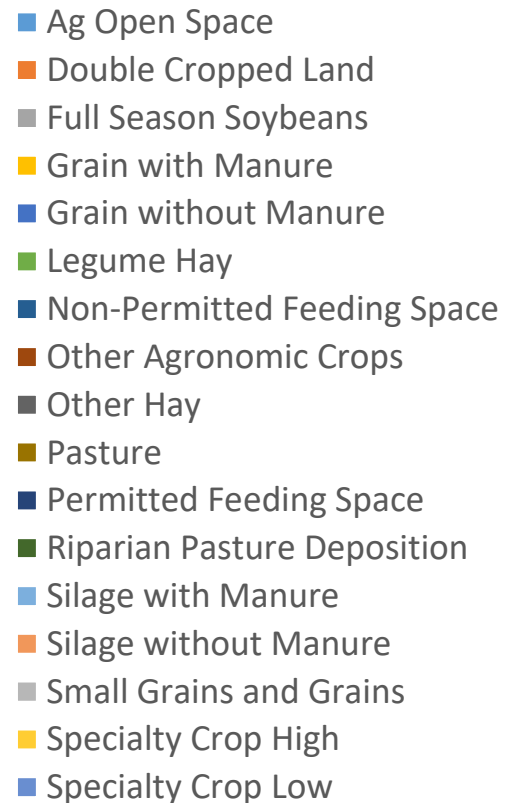 Ag Open Space
Double Cropped Land
Full Season Soybeans
Grain with Manure
Grain without Manure
Legume Hay
Non-Permitted Feeding Space
Other Agronomic Crops
Other Hay
Pasture
Permitted Feeding Space
Riparian Pasture Deposition
Silage with Manure
Silage without Manure
Small Grains and Grains
Specialty Crop High
Specialty Crop Low